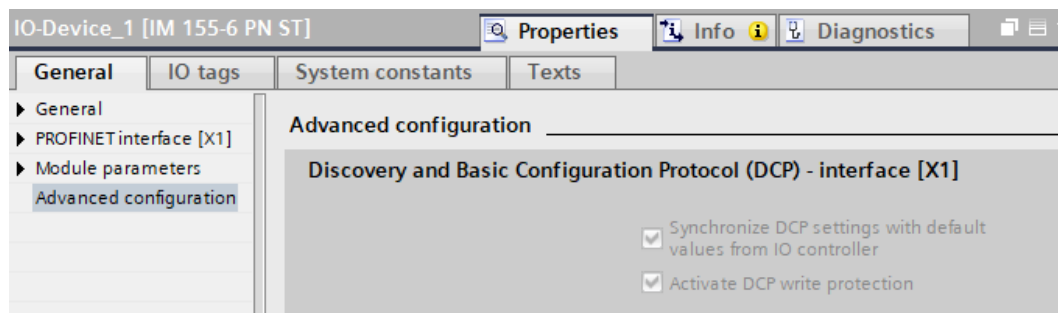 IO-Device_1 [IM 155-6 PN ST]
Properties
Info
Diagnostics
General
IO tags
System constants
Texts
General
PROFINET interface [X1]
Module parameters
Advanced configuration
Advanced configuration
Discovery and Basic Configuration Protocol (DCP) - interface [X1]
Synchronize DCP settings with default
values from IO controller
Activate DCP write protection